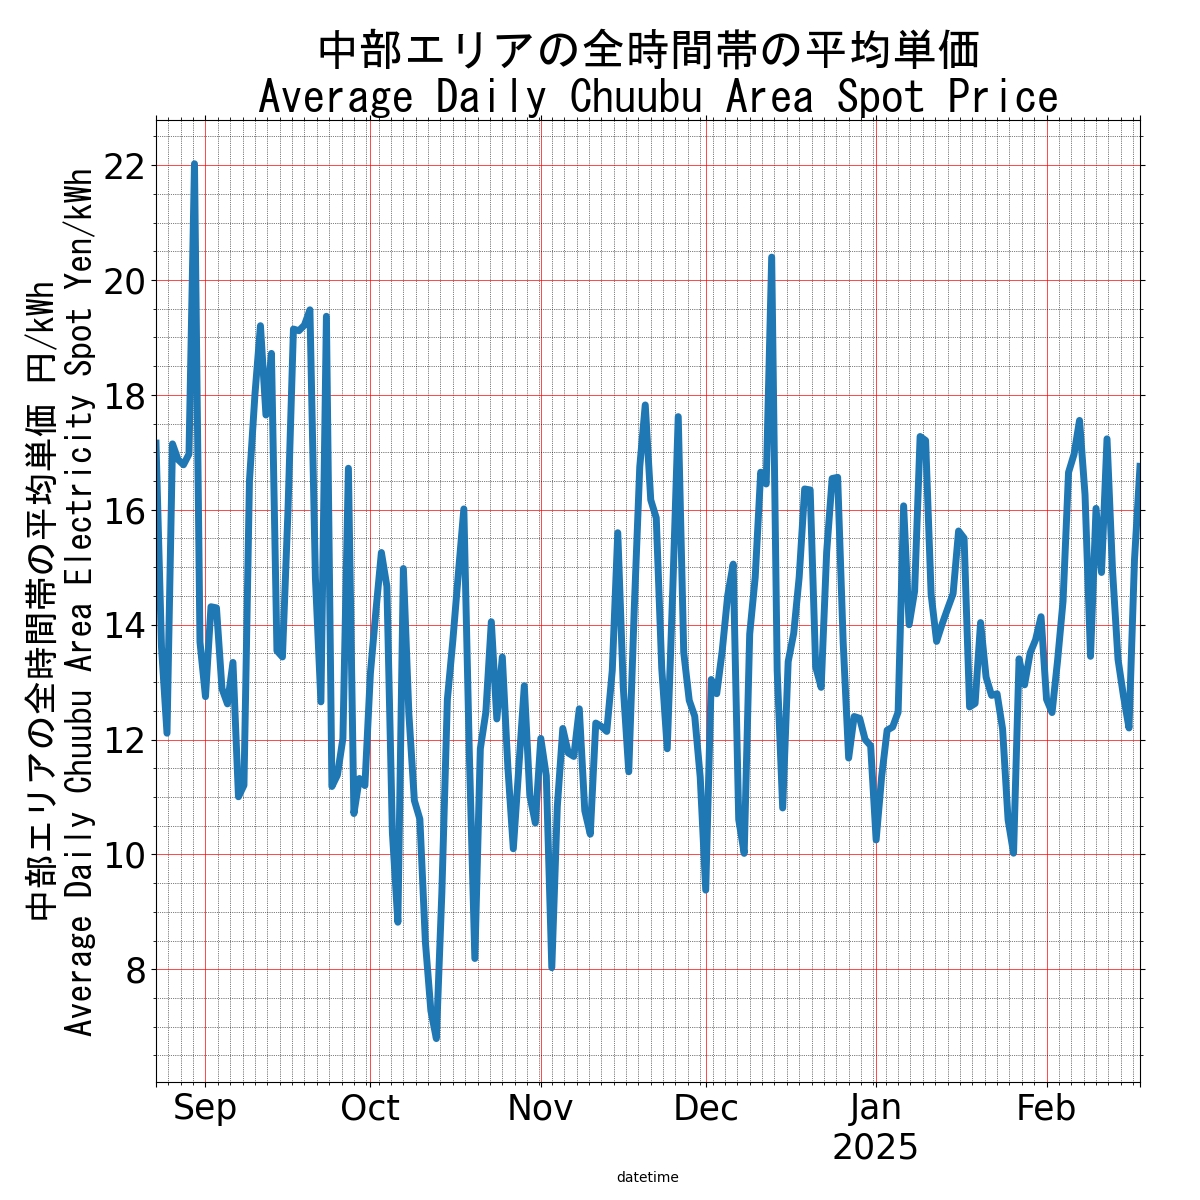 中部エリアの全時間帯の平均単価
Average Daily Chuubu Area Spot Price
中部エリアの全時間帯の平均単価 円/kWh
Average Daily Chuubu Area Electricity Spot Yen/kWh
22
20
18
16
14
12
10
8
Sep Oct Nov Dec Jan Feb
2025
datetime